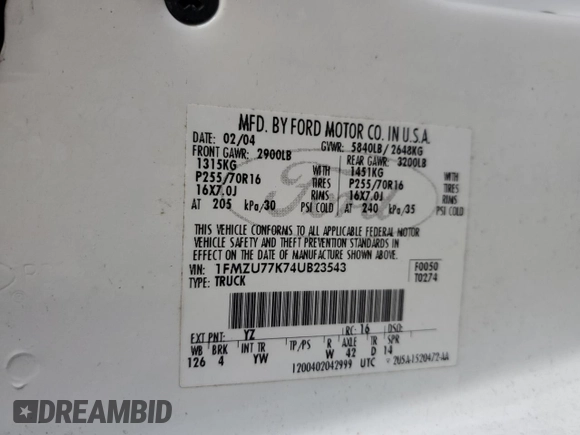 MFD. BY FORD MOTOR CO. IN U.S.A.
DATE: 02/04 GVWR: 5840LB/ 2648KG
FRONT GAWR: 2900LB REAR GAWR: 3200LB
1315KG WITH 1451KG WITH
P255/70R16 TIRES P255/70R16 TIRES
16X7.0J RIMS 16X7.0J RIMS
AT 205 kPa/30 PSI COLD AT 240 kPa/35 PSI COLD
Ford
THIS VEHICLE CONFORMS TO ALL APPLICABLE FEDERAL MOTOR
VEHICLE SAFETY AND THEFT PREVENTION STANDARDS IN
EFFECT ON THE DATE OF MANUFACTURE SHOWN ABOVE.
VIN: 1FMZU77K74UB23543 F0050
TYPE: TRUCK T0274
EXT PNT: YZ RC: 16 DSO:
WB BRK INT TR TP/PS R AXLE TR SPR
126 4 YW W 42 D 14
1200402042999 UTC
DREAMBID